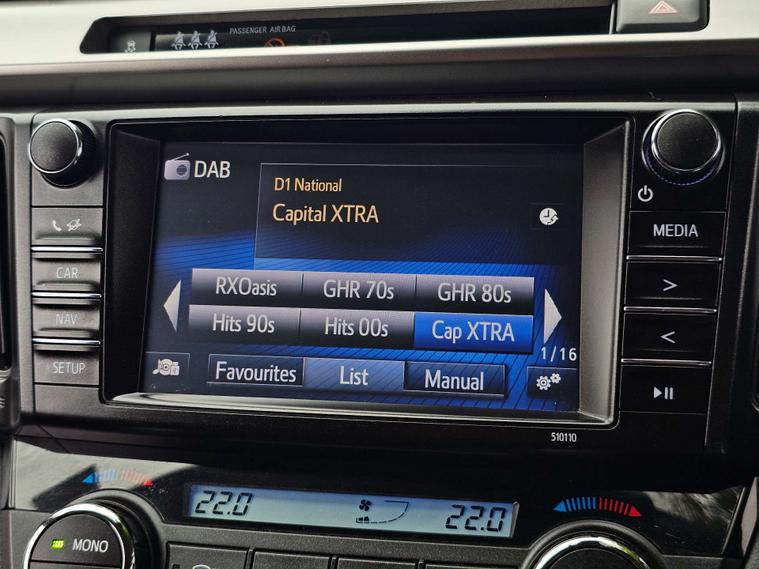 PASSENGER AIR BAG
DAB
D1 National
Capital XTRA
RXOasis
GHR 70s
GHR 80s
Hits 90s
Hits 00s
Cap XTRA
1/16
Favourites
List
Manual
CAR
NAV
SETUP
MEDIA
>
<
510110
22.0
22.0
MONO